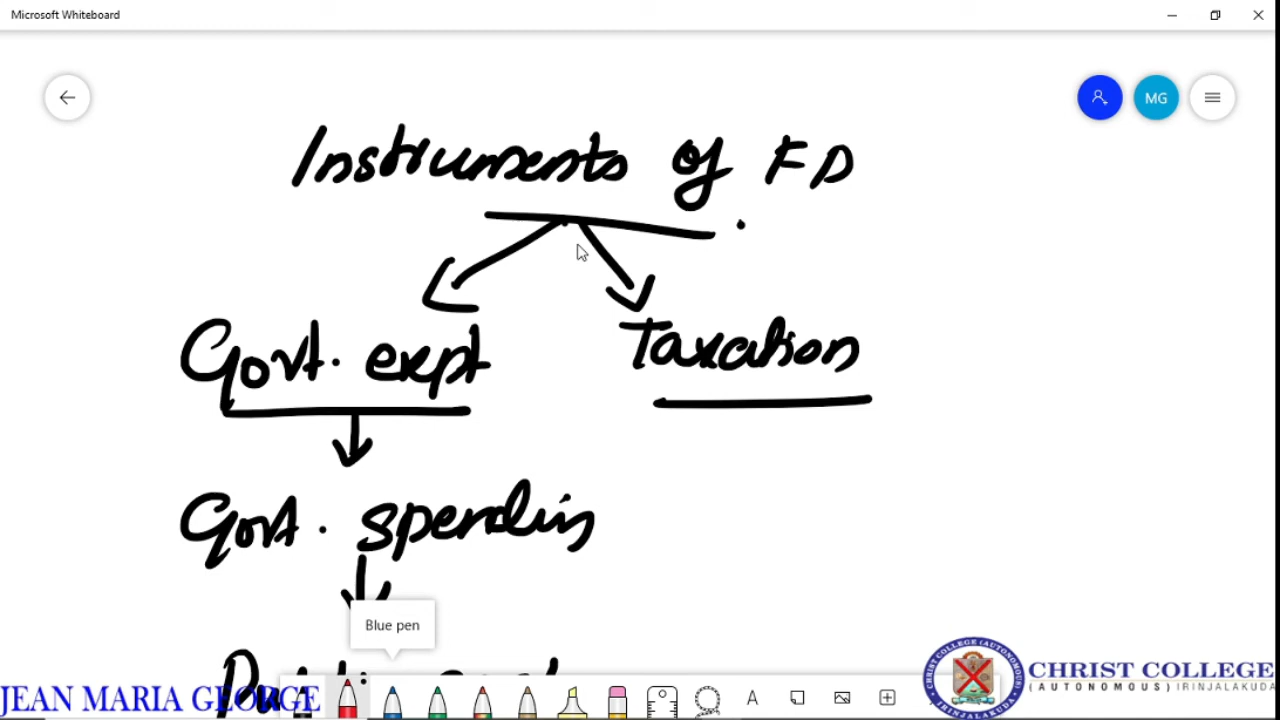 Microsoft Whiteboard
MG
Instruments of FD
Govt. expt
Taxation
Govt. spending
Blue pen
JEAN MARIA GEORGE
A
CHRIST COLLEGE
(AUTONOMOUS) IRINJALAKUDA